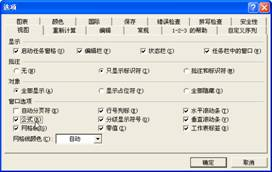 选项
图表 颜色 国际 保存 错误检查 拼写检查 安全性
视图 重新计算 编辑 常规 1-2-3 的帮助 自定义序列
显示
启动任务窗格(K) 编辑栏(F) 状态栏(S) 任务栏中的窗口(B)
批注
无(N) 只显示标识符(I) 批注和标识符(M)
对象
全部显示(A) 显示占位符(P) 全部隐藏(D)
窗口选项
自动分页符(U) 行号列标(E) 水平滚动条(T)
公式(R) 分级显示符号(O) 垂直滚动条(V)
网格线(G) 零值(Z) 工作表标签(B)
网格线颜色(C): 自动
确定 取消